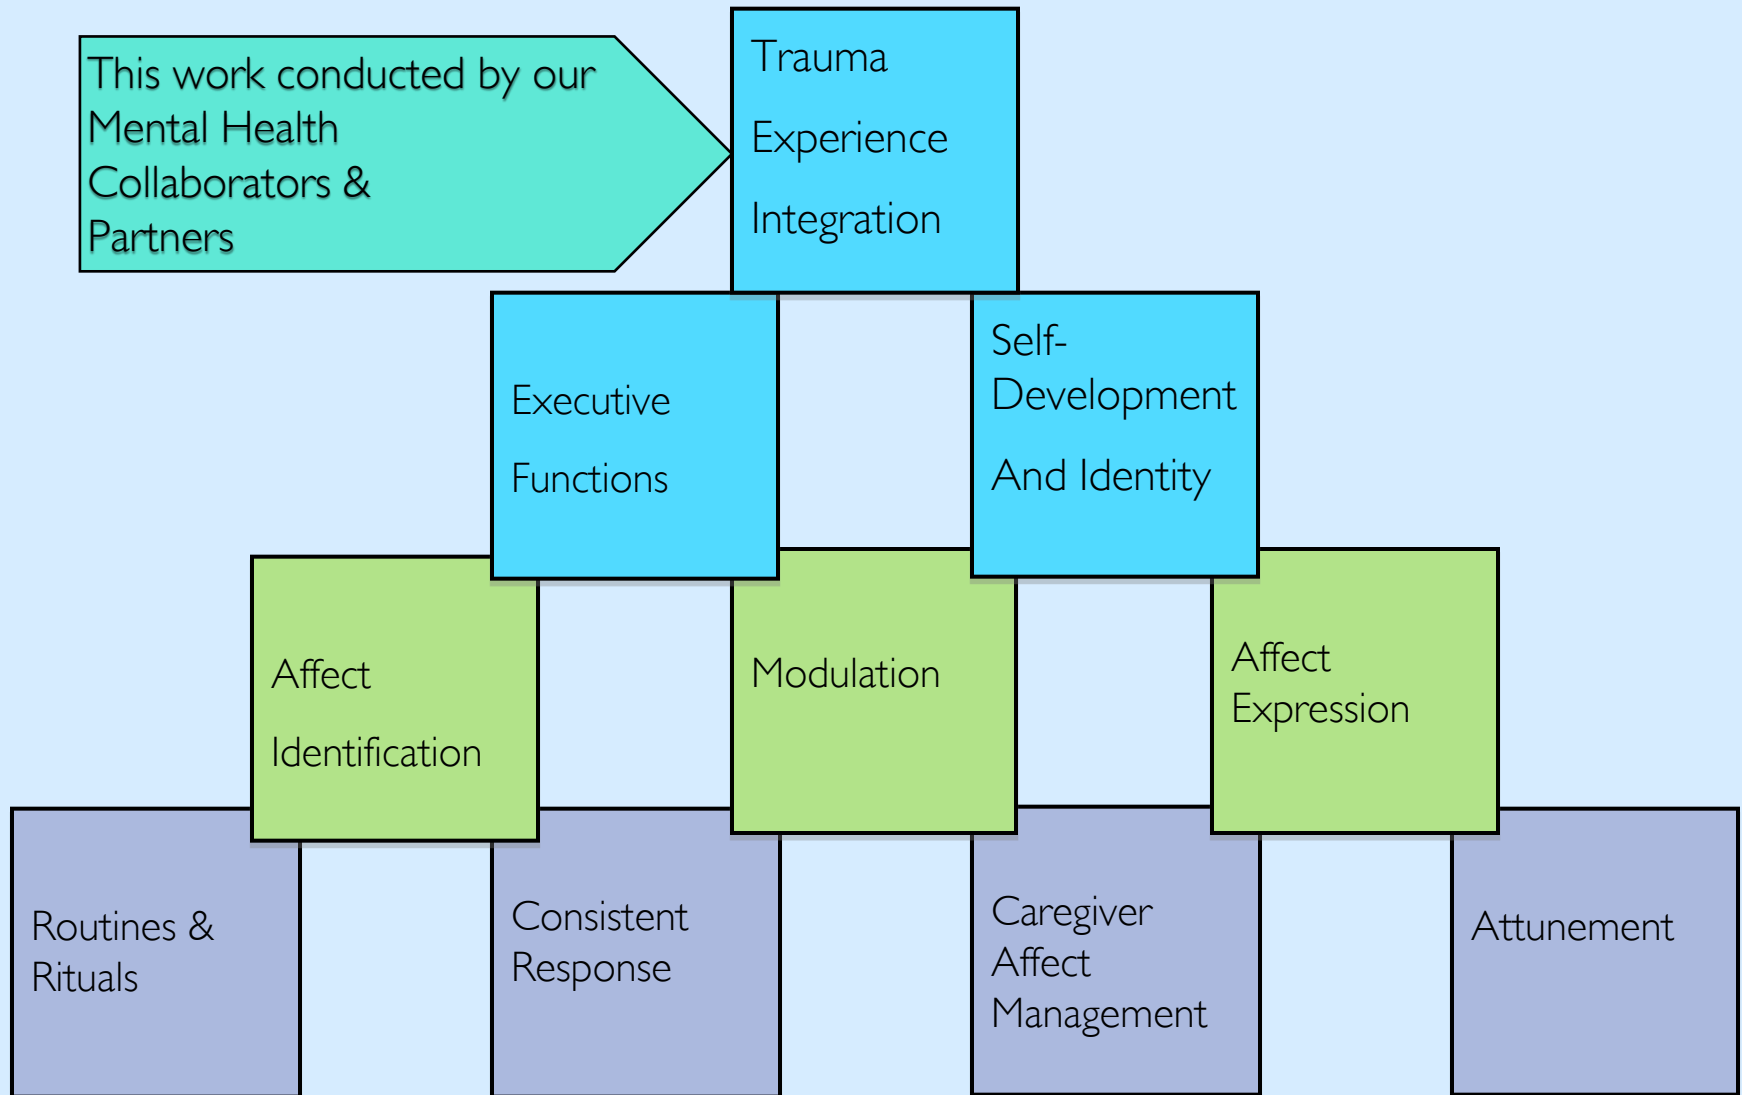 This work conducted by our
Mental Health
Collaborators &
Partners
Trauma
Experience
Integration
Executive
Functions
Self-
Development
And Identity
Affect
Identification
Modulation
Affect
Expression
Routines &
Rituals
Consistent
Response
Caregiver
Affect
Management
Attunement